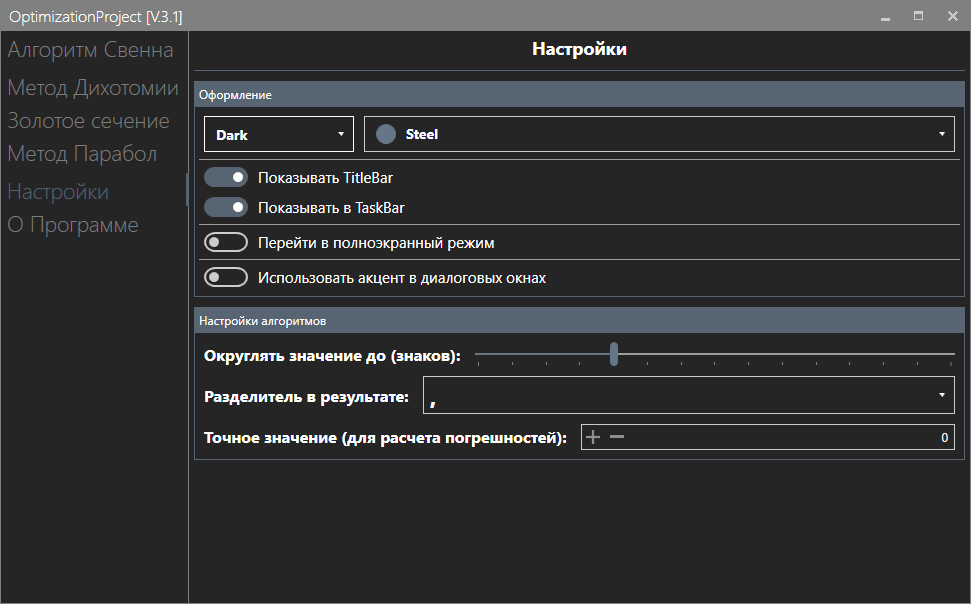 OptimizationProject [V.3.1]
Алгоритм Свенна
Метод Дихотомии
Золотое сечение
Метод Парабол
Настройки
О Программе
Настройки
Оформление
Dark
Steel
Показывать TitleBar
Показывать в TaskBar
Перейти в полноэкранный режим
Использовать акцент в диалоговых окнах
Настройки алгоритмов
Округлять значение до (знаков):
Разделитель в результате: ,
Точное значение (для расчета погрешностей): 0